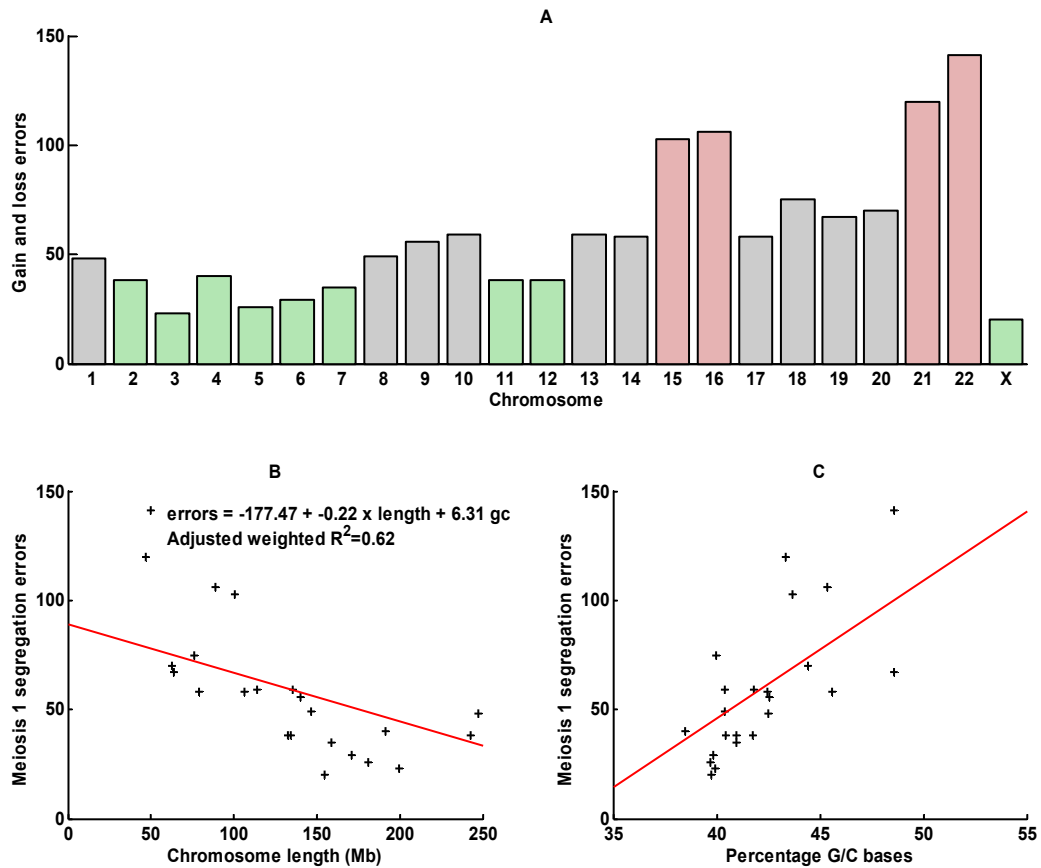 A
150
100
50
0
Gain and loss errors
1 2 3 4 5 6 7 8 9 10 11 12 13 14 15 16 17 18 19 20 21 22 X
Chromosome
B
errors = -177.47 + -0.22 x length + 6.31 gc
Adjusted weighted R²=0.62
150
100
50
0
Meiosis 1 segregation errors
0 50 100 150 200 250
Chromosome length (Mb)
C
150
100
50
0
Meiosis 1 segregation errors
35 40 45 50 55
Percentage G/C bases